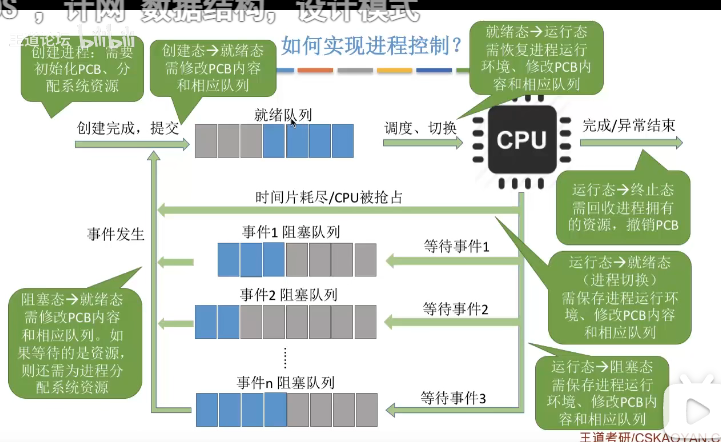 OS ，计网 数据结构，设计模式
王道论坛 bilibili
如何实现进程控制？
创建进程：需要
初始化PCB、分
配系统资源
创建态→就绪态
需修改PCB内容
和相应队列
就绪态→运行态
需恢复进程运行
环境、修改PCB内
容和相应队列
创建完成，提交
就绪队列
调度、切换
CPU
完成/异常结束
运行态→终止态
需回收进程拥有
的资源，撤销PCB
时间片耗尽/CPU被抢占
事件发生
事件1 阻塞队列
等待事件1
运行态→就绪态
（进程切换）
需保存进程运行环
境、修改PCB内容
和相应队列
阻塞态→就绪态
需修改PCB内容
和相应队列。如
果等待的是资源，
则还需为进程分
配系统资源
事件2 阻塞队列
等待事件2
......
事件n 阻塞队列
等待事件3
运行态→阻塞态
需保存进程运行
环境、修改PCB内
容和相应队列
王道考研/CSKAOYAN.CO